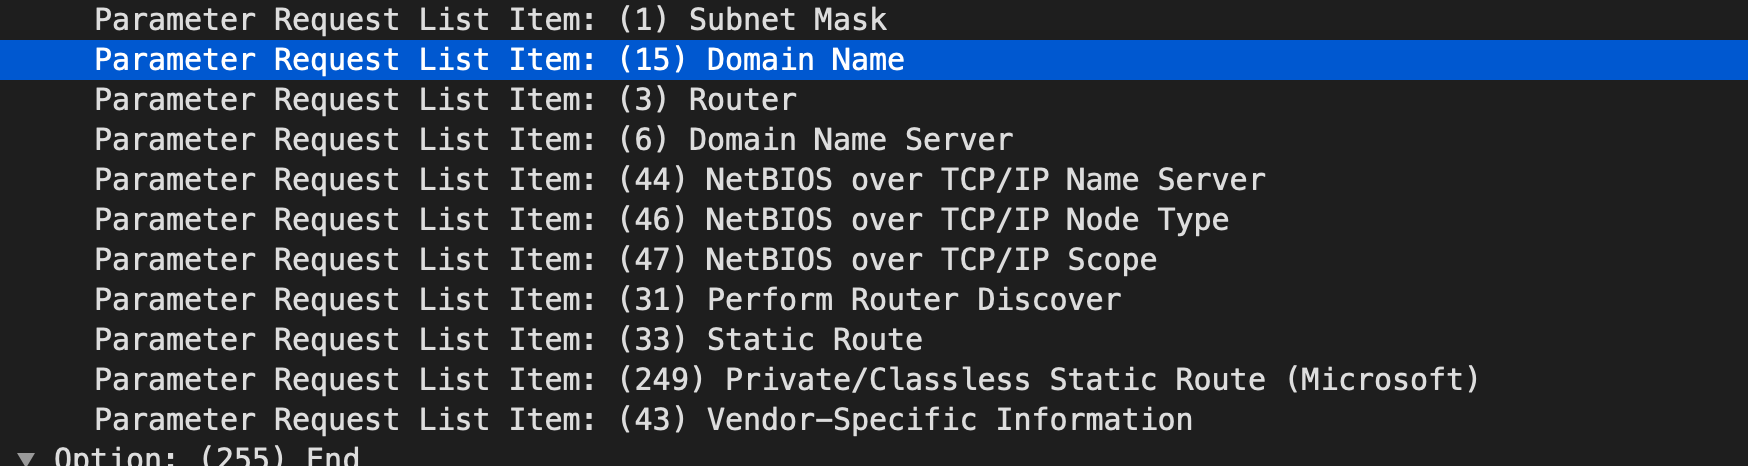 Parameter Request List Item: (1) Subnet Mask
Parameter Request List Item: (15) Domain Name
Parameter Request List Item: (3) Router
Parameter Request List Item: (6) Domain Name Server
Parameter Request List Item: (44) NetBIOS over TCP/IP Name Server
Parameter Request List Item: (46) NetBIOS over TCP/IP Node Type
Parameter Request List Item: (47) NetBIOS over TCP/IP Scope
Parameter Request List Item: (31) Perform Router Discover
Parameter Request List Item: (33) Static Route
Parameter Request List Item: (249) Private/Classless Static Route (Microsoft)
Parameter Request List Item: (43) Vendor-Specific Information
Option: (255) End